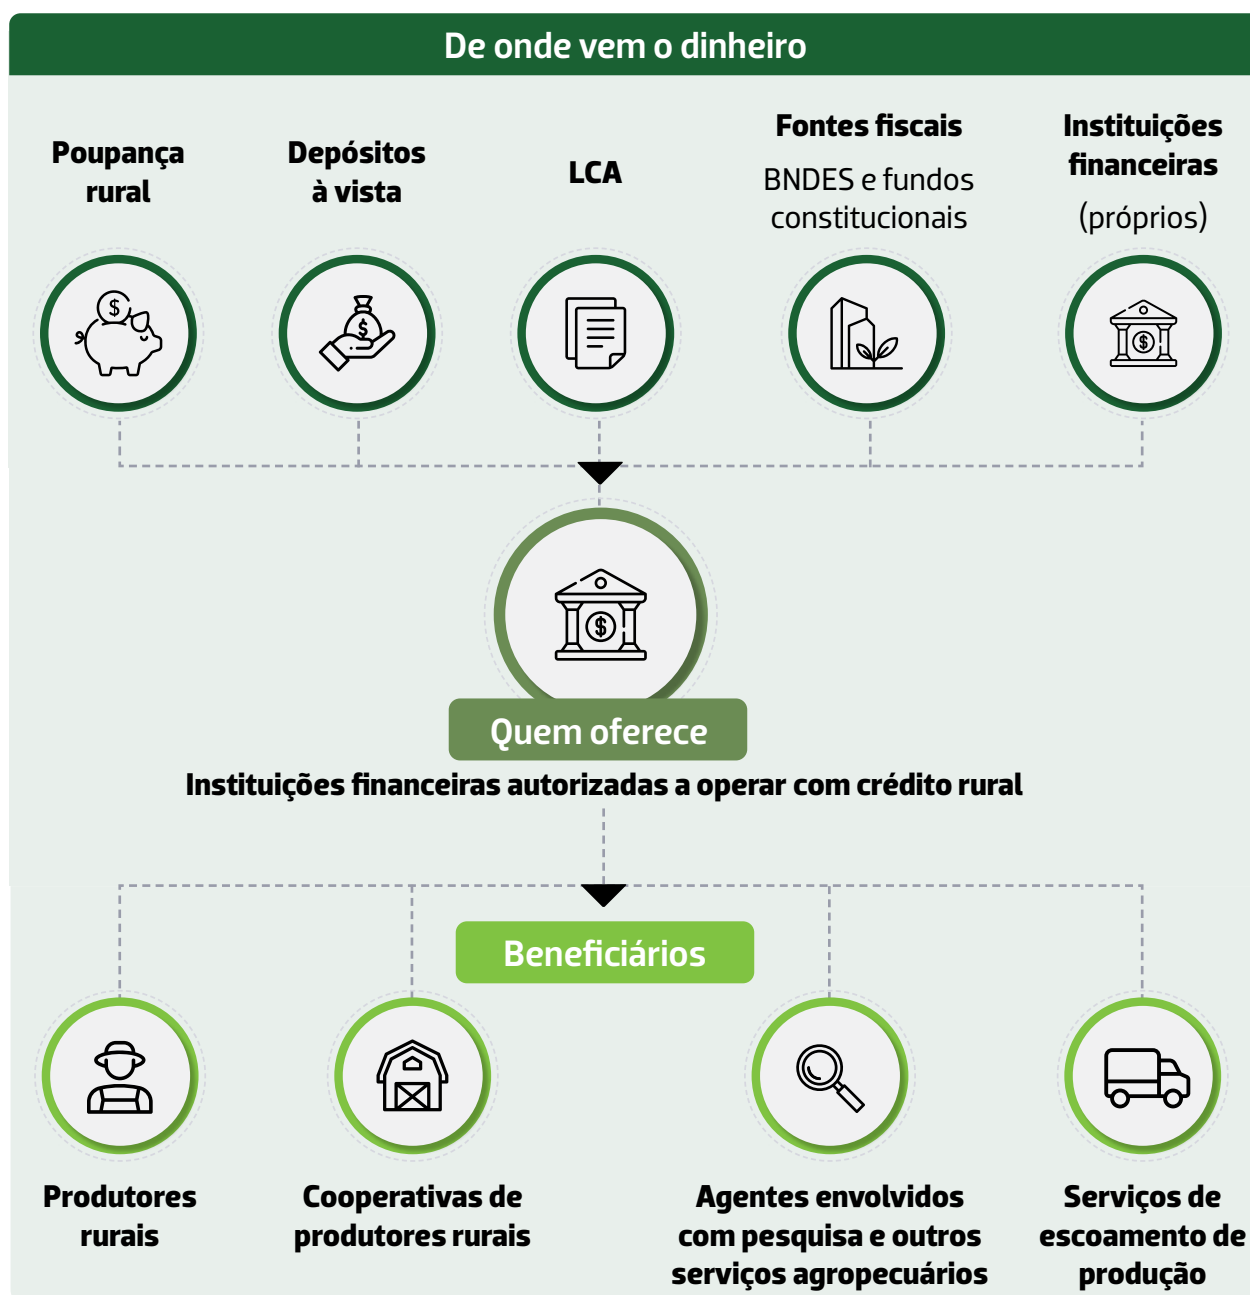 De onde vem o dinheiro
Poupança
rural
Depósitos
à vista
LCA
Fontes fiscais
BNDES e fundos
constitucionais
Instituições
financeiras
(próprios)
$
$
$
$
Quem oferece
Instituições financeiras autorizadas a operar com crédito rural
Beneficiários
Produtores
rurais
Cooperativas de
produtores rurais
Agentes envolvidos
com pesquisa e outros
serviços agropecuários
Serviços de
escoamento de
produção